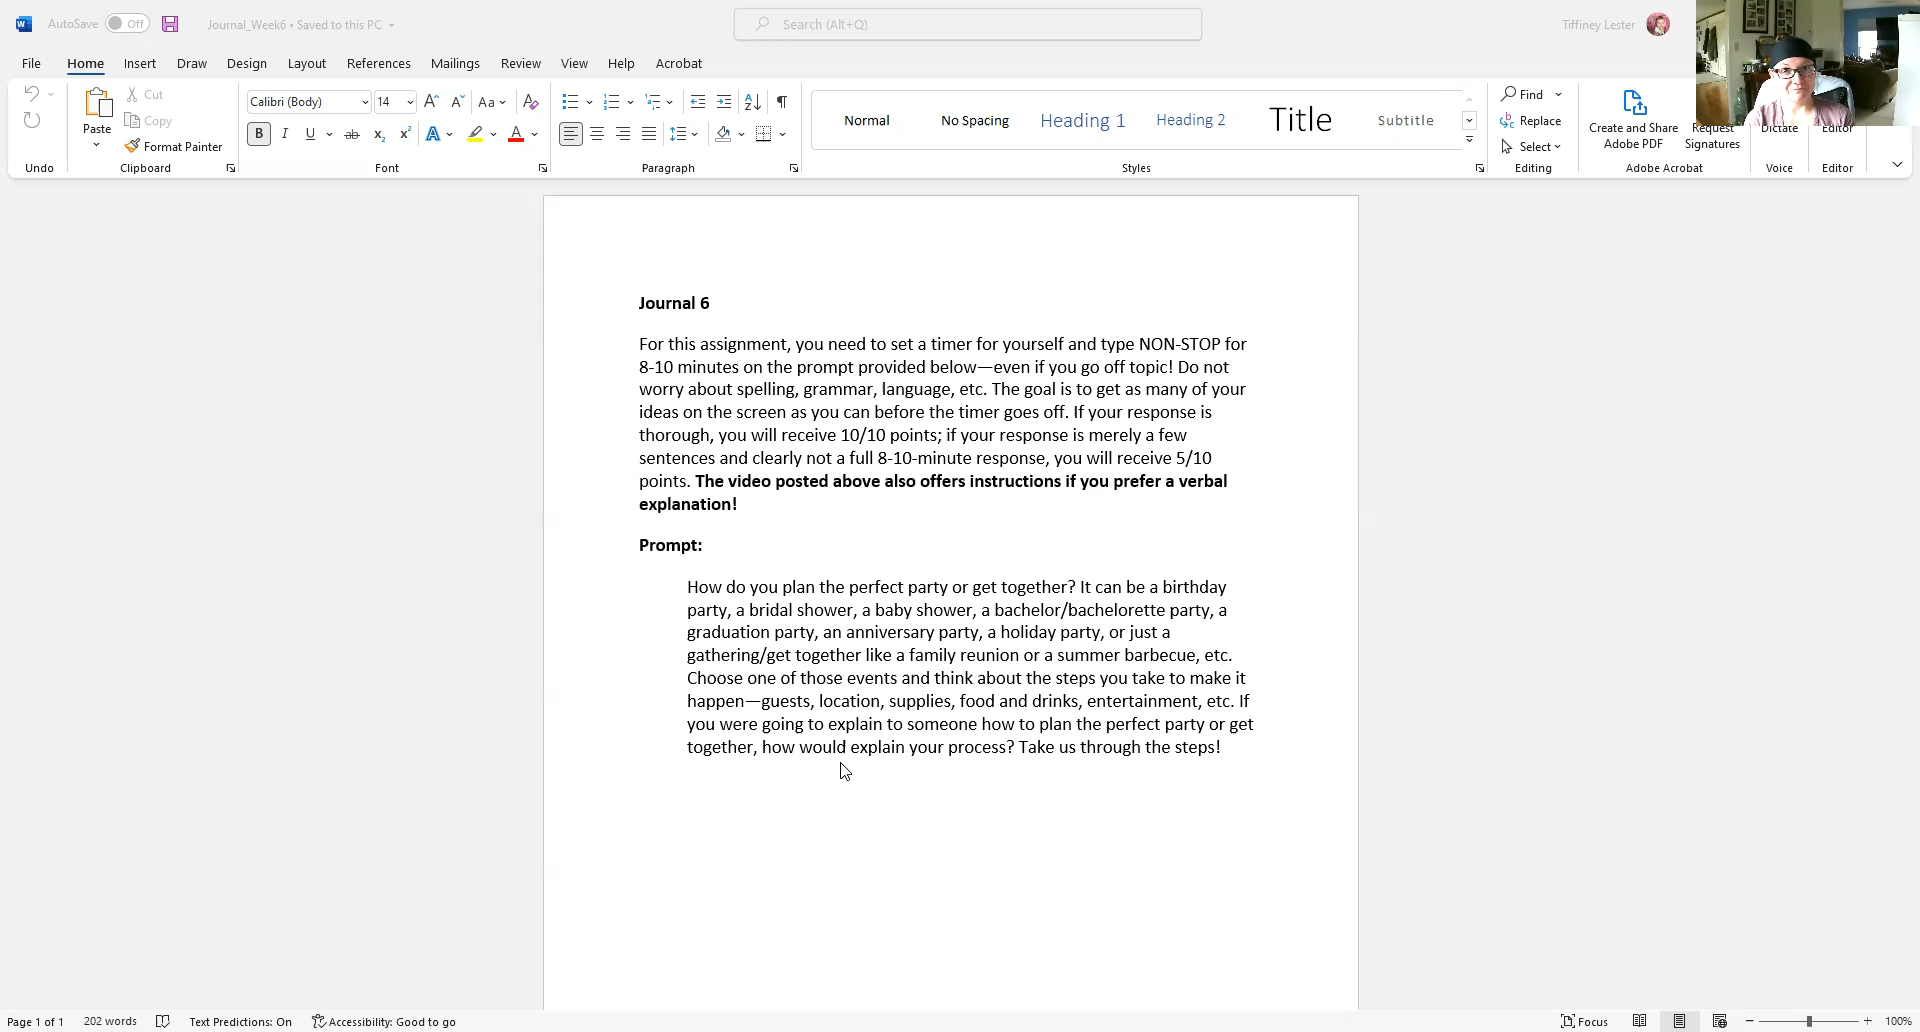 AutoSave Off Journal_Week6 • Saved to this PC Search (Alt+Q) Tiffiney Lester
File Home Insert Draw Design Layout References Mailings Review View Help Acrobat
Undo
Paste
Cut
Copy
Format Painter
Clipboard
Calibri (Body) 14
Font
Paragraph
Normal No Spacing Heading 1 Heading 2 Title Subtitle
Styles
Find
Replace
Select
Editing
Create and Share
Adobe PDF
Request
Signatures
Adobe Acrobat
Dictate
Voice
Editor
Editor
Journal 6
For this assignment, you need to set a timer for yourself and type NON-STOP for
8-10 minutes on the prompt provided below—even if you go off topic! Do not
worry about spelling, grammar, language, etc. The goal is to get as many of your
ideas on the screen as you can before the timer goes off. If your response is
thorough, you will receive 10/10 points; if your response is merely a few
sentences and clearly not a full 8-10-minute response, you will receive 5/10
points. The video posted above also offers instructions if you prefer a verbal
explanation!
Prompt:
How do you plan the perfect party or get together? It can be a birthday
party, a bridal shower, a baby shower, a bachelor/bachelorette party, a
graduation party, an anniversary party, a holiday party, or just a
gathering/get together like a family reunion or a summer barbecue, etc.
Choose one of those events and think about the steps you take to make it
happen—guests, location, supplies, food and drinks, entertainment, etc. If
you were going to explain to someone how to plan the perfect party or get
together, how would explain your process? Take us through the steps!
Page 1 of 1 202 words Text Predictions: On Accessibility: Good to go Focus 100%